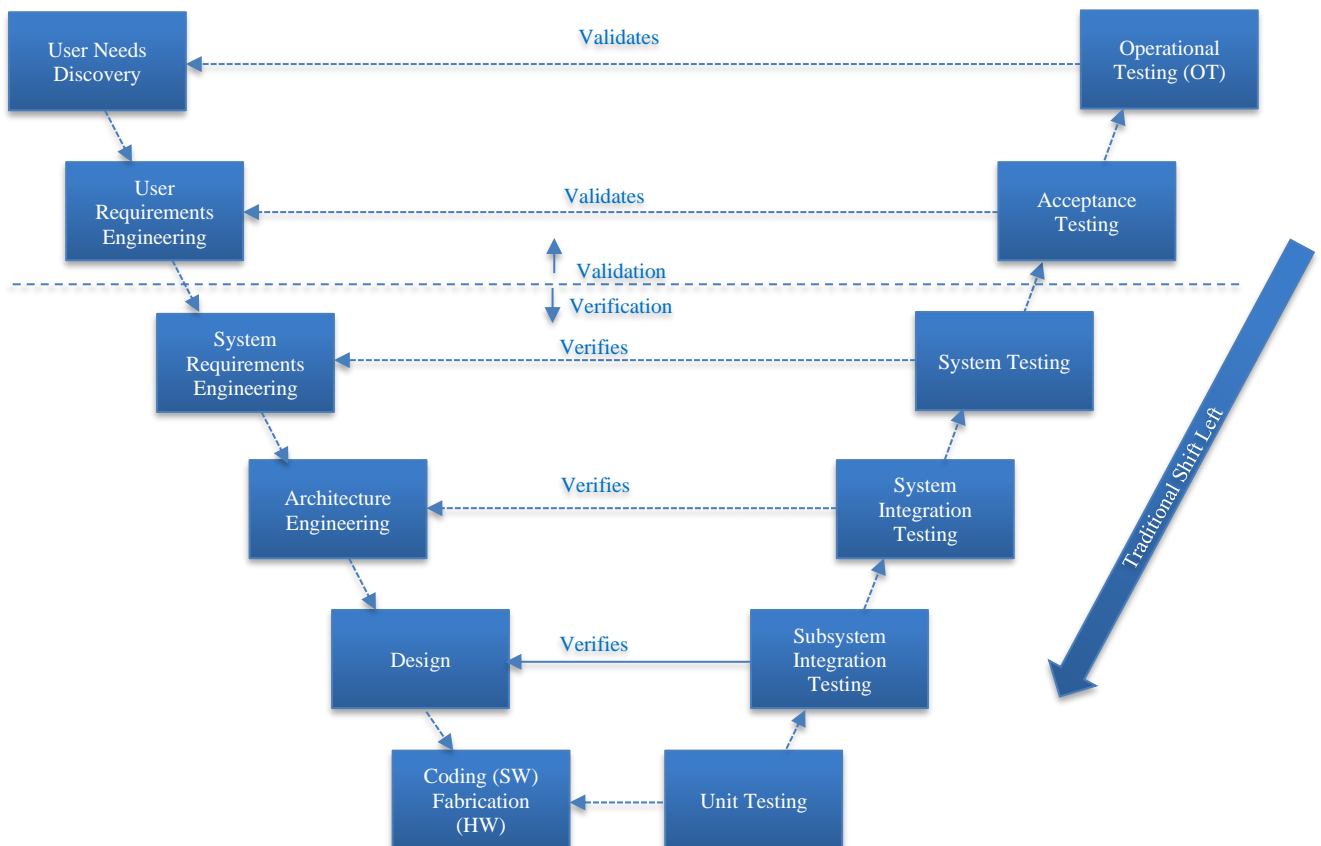 User Needs
Discovery
Validates
Operational
Testing (OT)
User
Requirements
Engineering
Validates
Acceptance
Testing
Validation
Verification
System
Requirements
Engineering
Verifies
System Testing
Traditional Shift Left
Architecture
Engineering
Verifies
System
Integration
Testing
Design
Verifies
Subsystem
Integration
Testing
Coding (SW)
Fabrication
(HW)
Unit Testing